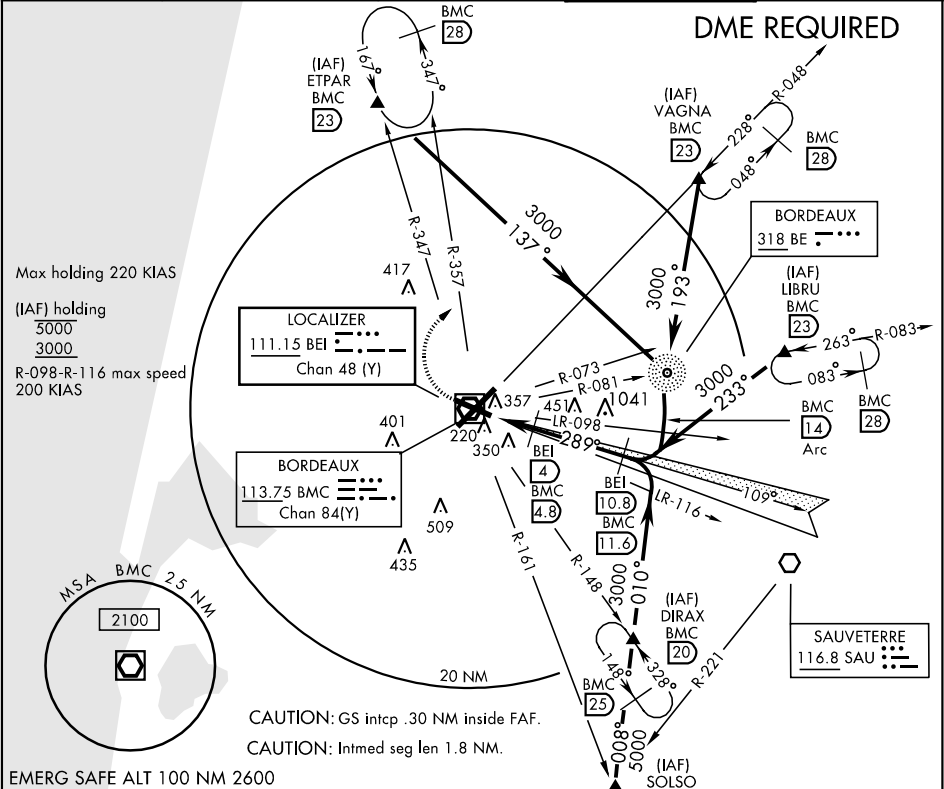 DME REQUIRED
BMC
28
167°
347°
(IAF)
ETPAR
BMC
23
R-048
(IAF)
VAGNA
BMC
23
228°
048°
BMC
28
3000
137°
R-347
R-357
BORDEAUX
318 BE
3000
193°
(IAF)
LIBRU
BMC
23
263°
R-083
083°
BMC
28
3000
233°
Max holding 220 KIAS
(IAF) holding
5000
3000
R-098-R-116 max speed
200 KIAS
417
LOCALIZER
111.15 BEI
Chan 48 (Y)
R-073
R-081
357
451
1041
LR-098
401
220
350
289°
BMC
14
Arc
BEI
4
BMC
4.8
BEI
10.8
BMC
11.6
109°
LR-116
BORDEAUX
113.75 BMC
Chan 84(Y)
509
435
R-161
R-148
3000
010°
(IAF)
DIRAX
BMC
20
148°
328°
BMC
25
R-221
SAUVETERRE
116.8 SAU
008°
5000
(IAF)
SOLSO
20 NM
MSA BMC 25 NM
2100
CAUTION: GS intcp .30 NM inside FAF.
CAUTION: Intmed seg len 1.8 NM.
EMERG SAFE ALT 100 NM 2600